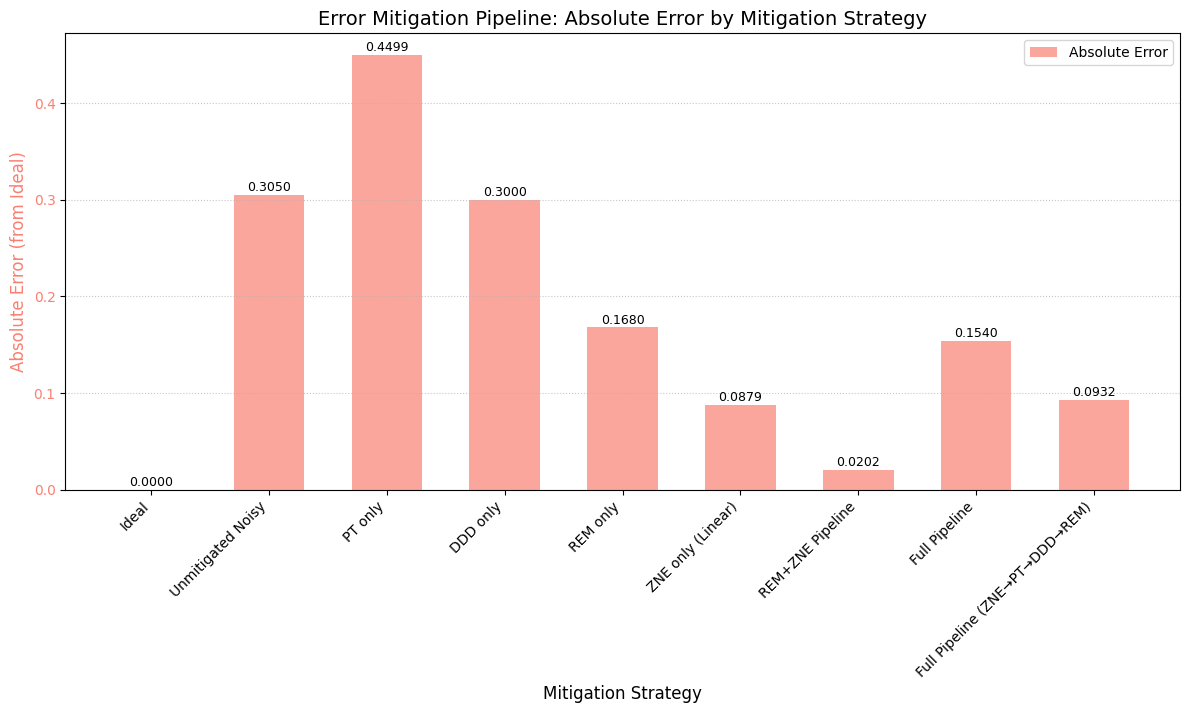 Error Mitigation Pipeline: Absolute Error by Mitigation Strategy
Absolute Error
Absolute Error (from Ideal)
0.4
0.3
0.2
0.1
0.0
0.0000
0.3050
0.4499
0.3000
0.1680
0.0879
0.0202
0.1540
0.0932
Ideal
Unmitigated Noisy
PT only
DDD only
REM only
ZNE only (Linear)
REM+ZNE Pipeline
Full Pipeline
Full Pipeline (ZNE→PT→DDD→REM)
Mitigation Strategy